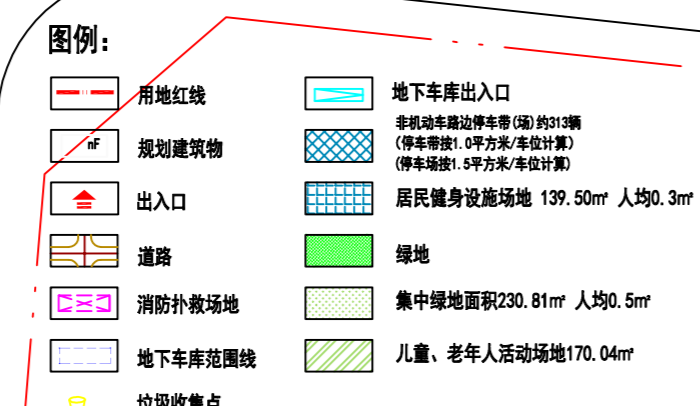 图例:
用地红线
nF
规划建筑物
出入口
道路
消防扑救场地
地下车库范围线
垃圾收集点
地下车库出入口
非机动车路边停车带(场)约313辆
(停车带按1.0平方米/车位计算)
(停车场按1.5平方米/车位计算)
居民健身设施场地 139.50㎡ 人均0.3㎡
绿地
集中绿地面积230.81㎡ 人均0.5㎡
儿童、老年人活动场地170.04㎡